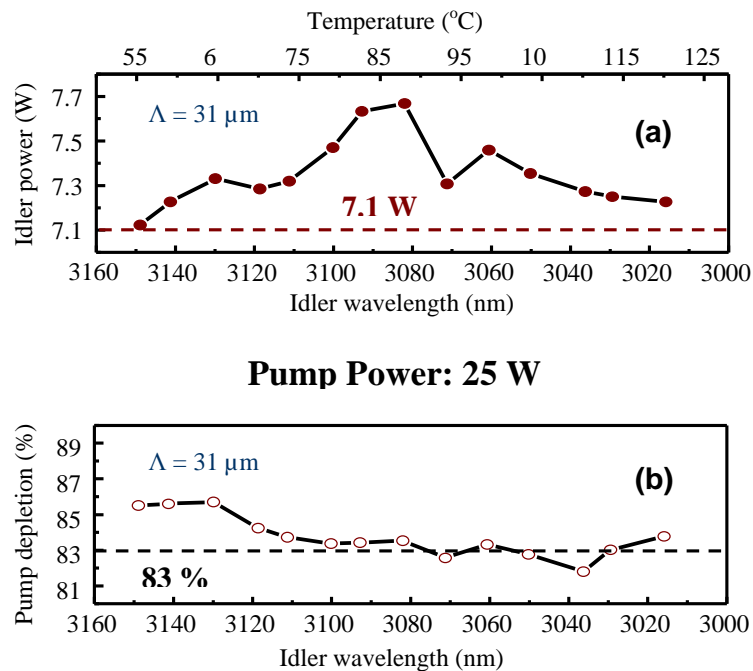 Temperature (°C)
55 6 75 85 95 10 115 125
7.7
7.5
7.3
7.1
Idler power (W)
Λ = 31 µm
(a)
7.1 W
3160 3140 3120 3100 3080 3060 3040 3020 3000
Idler wavelength (nm)
Pump Power: 25 W
89
87
85
83
81
Pump depletion (%)
Λ = 31 µm
(b)
83 %
3160 3140 3120 3100 3080 3060 3040 3020 3000
Idler wavelength (nm)